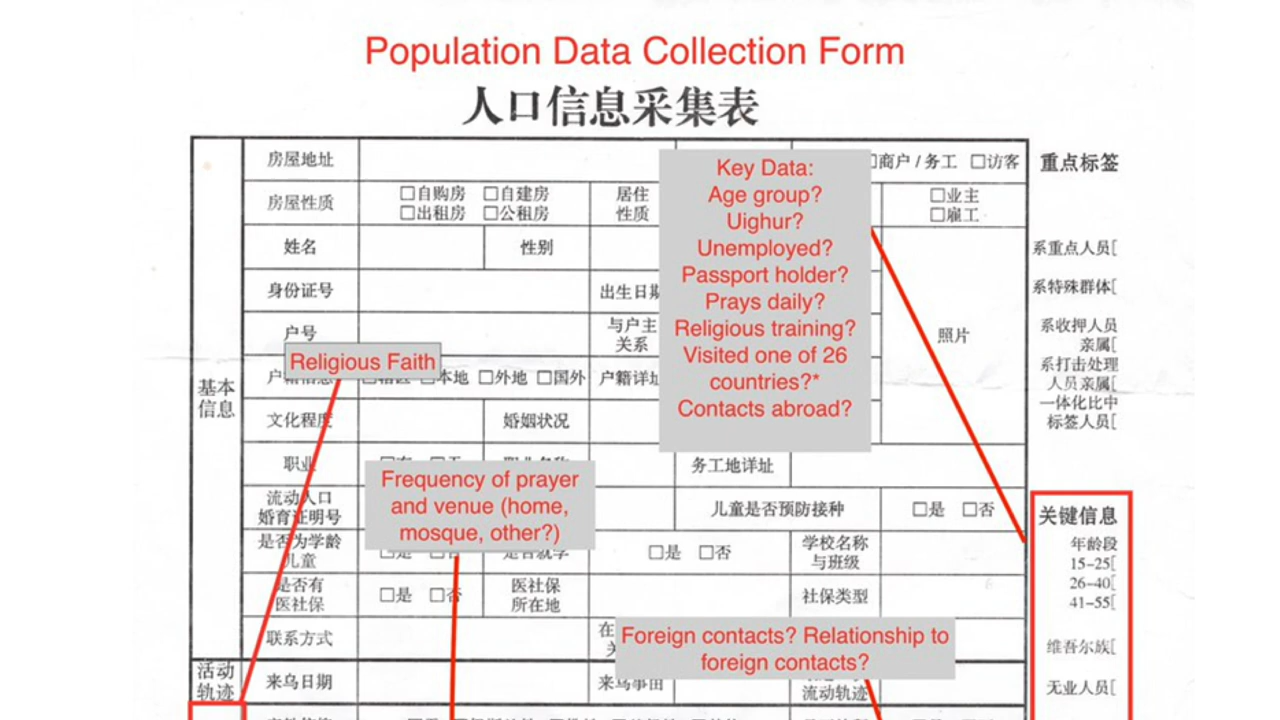 Population Data Collection Form
人口信息采集表
房屋地址
商户 / 务工 □访客
重点标签
房屋性质
□自购房 □自建房
□出租房 □公租房
居住
性质
□业主
□雇工
Key Data:
Age group?
Uighur?
Unemployed?
Passport holder?
Prays daily?
Religious training?
Visited one of 26
countries?*
Contacts abroad?
姓名
性别
系重点人员[
身份证号
出生日期
系特殊群体[
户号
与户主
关系
照片
系收押人员
亲属[
Religious Faith
系打击处理
人员亲属[
□本地 □外地 □国外
户籍详址
基本
信息
一体化比中
标签人员[
文化程度
婚姻状况
职业
务工地详址
Frequency of prayer
and venue (home,
mosque, other?)
流动人口
婚育证明号
儿童是否预防接种
□是 □否
关键信息
是否为学龄
儿童
□是 □否
学校名称
与班级
年龄段
15–25[
26–40[
41–55[
是否有
医社保
□是 □否
医社保
所在地
社保类型
联系方式
Foreign contacts? Relationship to
foreign contacts?
维吾尔族[
活动
轨迹
来乌日期
来乌事由
流动轨迹
无业人员[